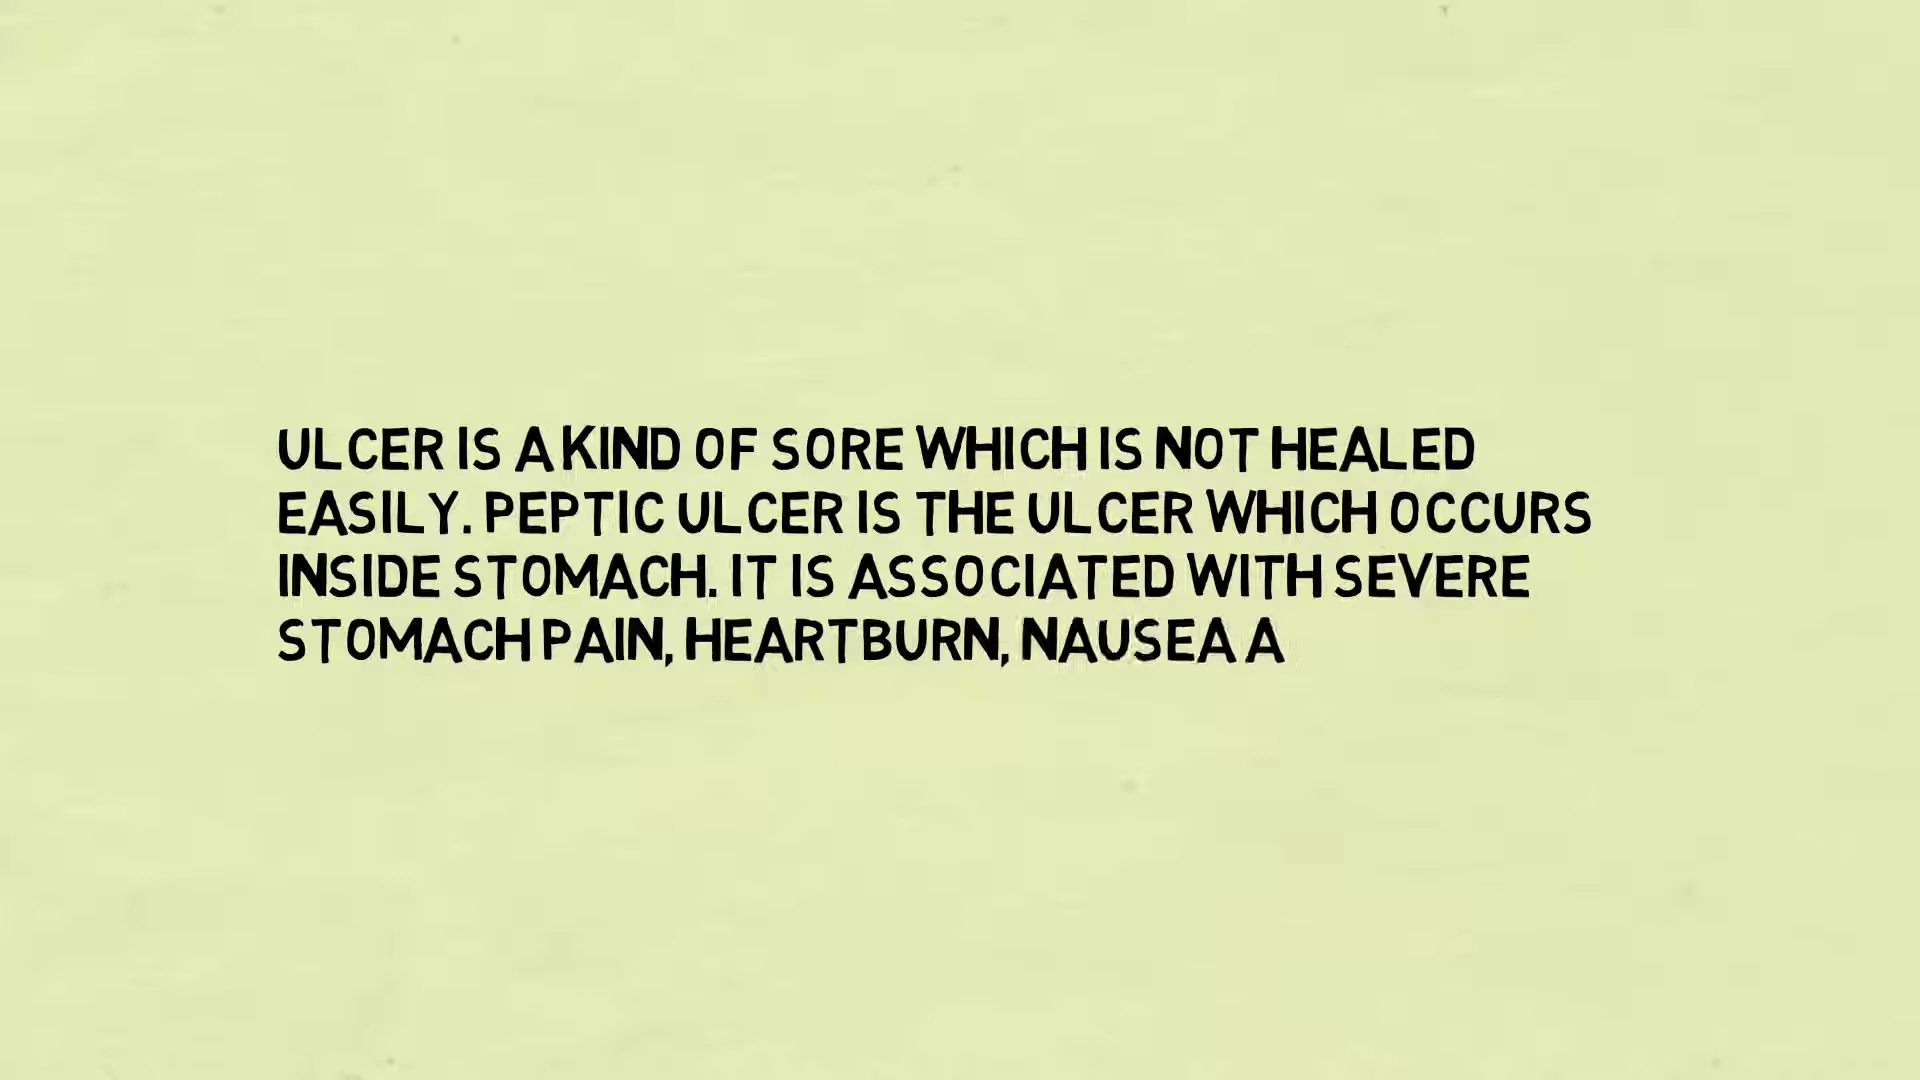 ULCER IS A KIND OF SORE WHICH IS NOT HEALED
EASILY. PEPTIC ULCER IS THE ULCER WHICH OCCURS
INSIDE STOMACH. IT IS ASSOCIATED WITH SEVERE
STOMACH PAIN, HEARTBURN, NAUSEA A